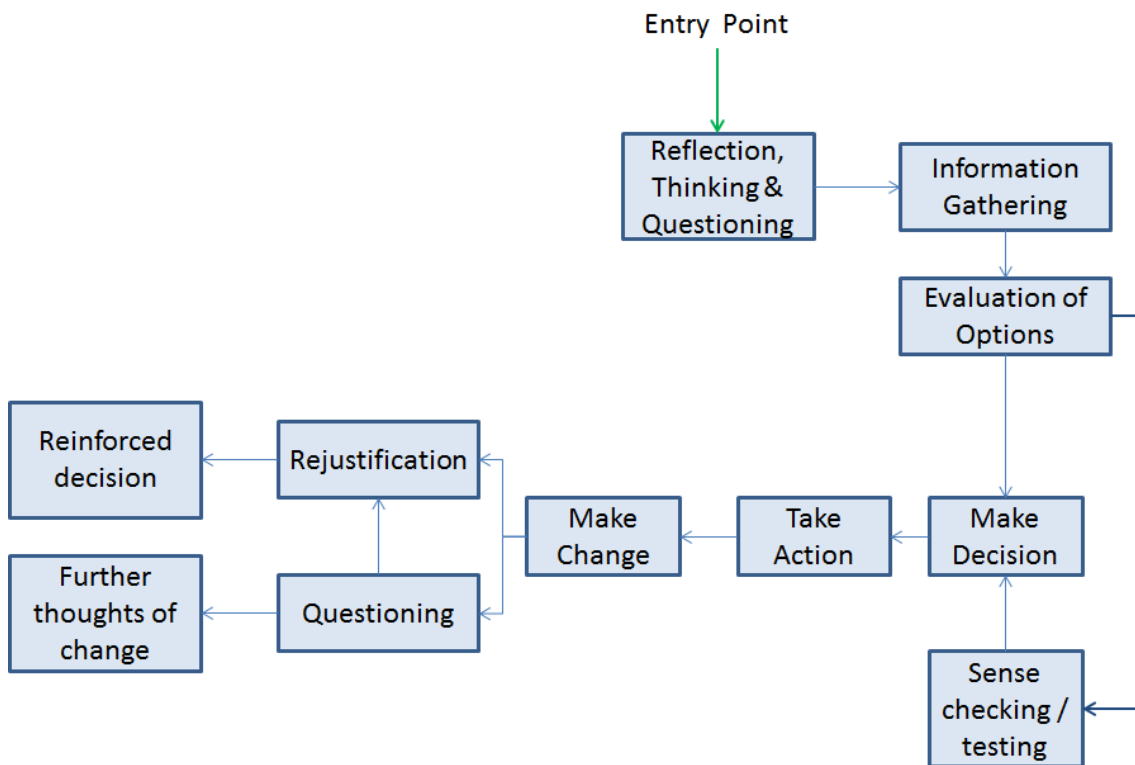 Entry Point
Reflection,
Thinking &
Questioning
Information
Gathering
Evaluation of
Options
Reinforced
decision
Rejustification
Make
Change
Take
Action
Make
Decision
Further
thoughts of
change
Questioning
Sense
checking /
testing